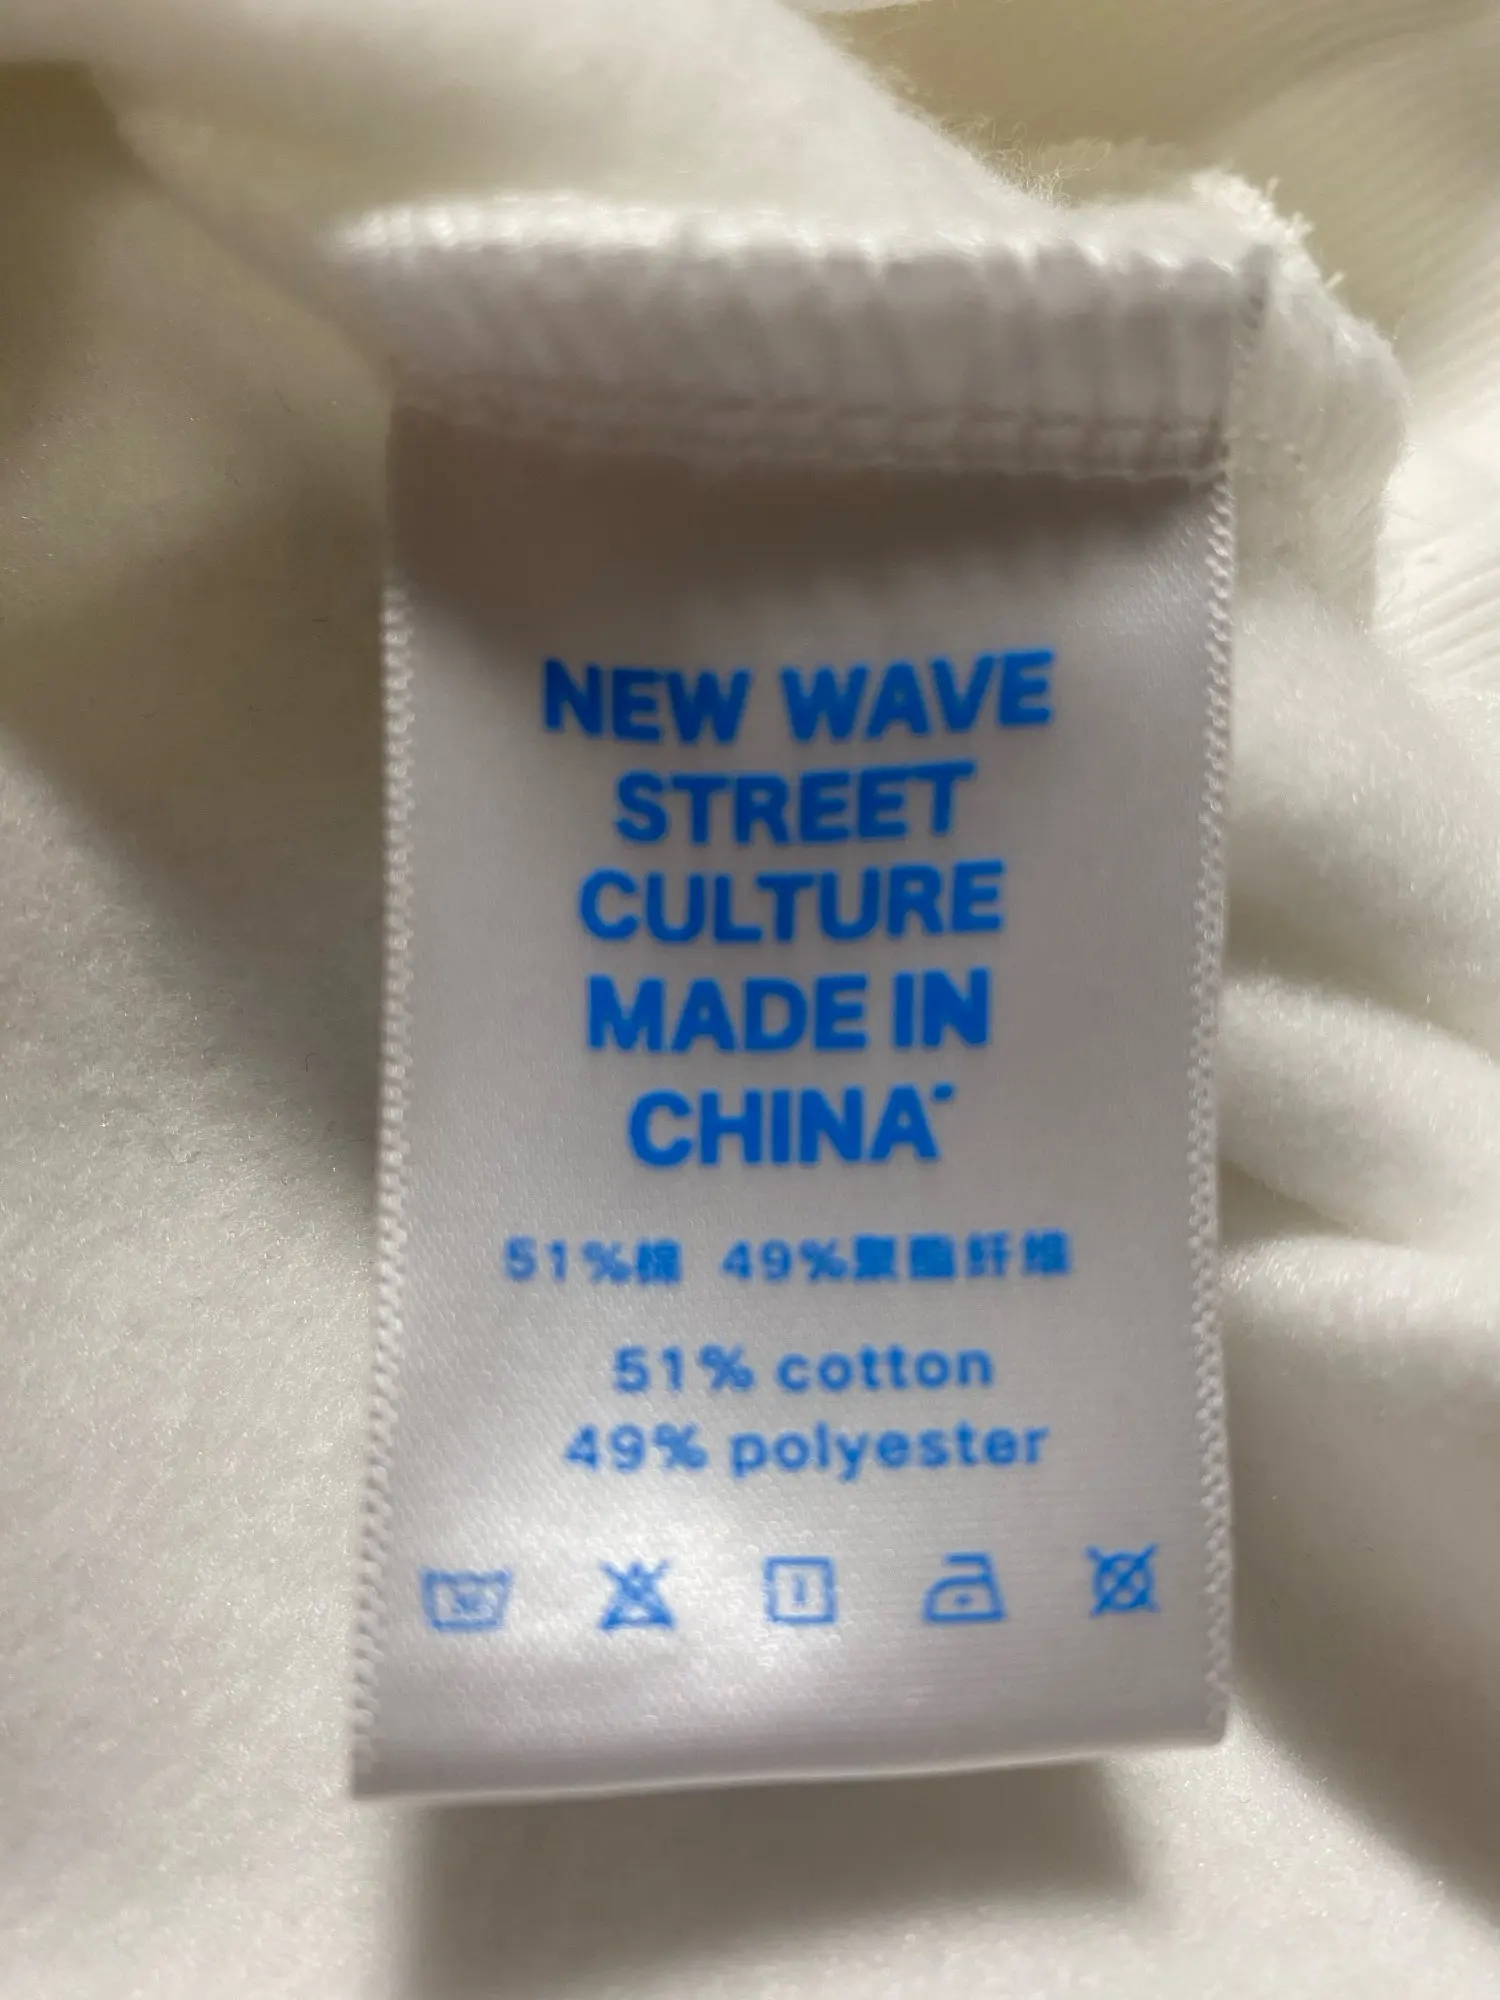 NEW WAVE
STREET
CULTURE
MADE IN
CHINA
51%棉 49%聚酯纤维
51% cotton
49% polyester